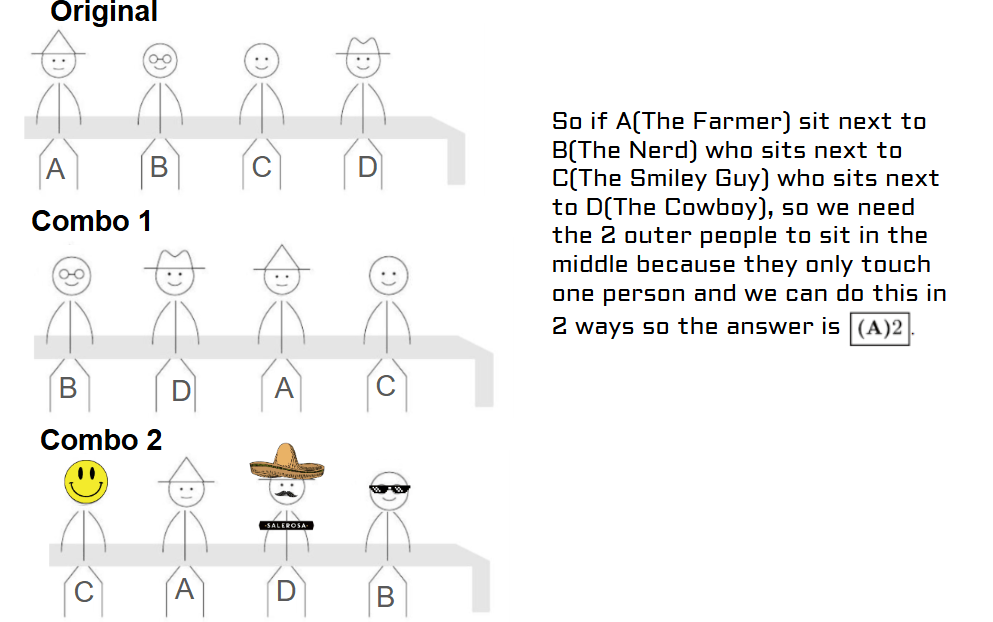 Original
A B C D
Combo 1
B D A C
Combo 2
·SALEROSA·
C A D B
So if A(The Farmer) sit next to
B(The Nerd) who sits next to
C(The Smiley Guy) who sits next
to D(The Cowboy), so we need
the 2 outer people to sit in the
middle because they only touch
one person and we can do this in
2 ways so the answer is (A)2.